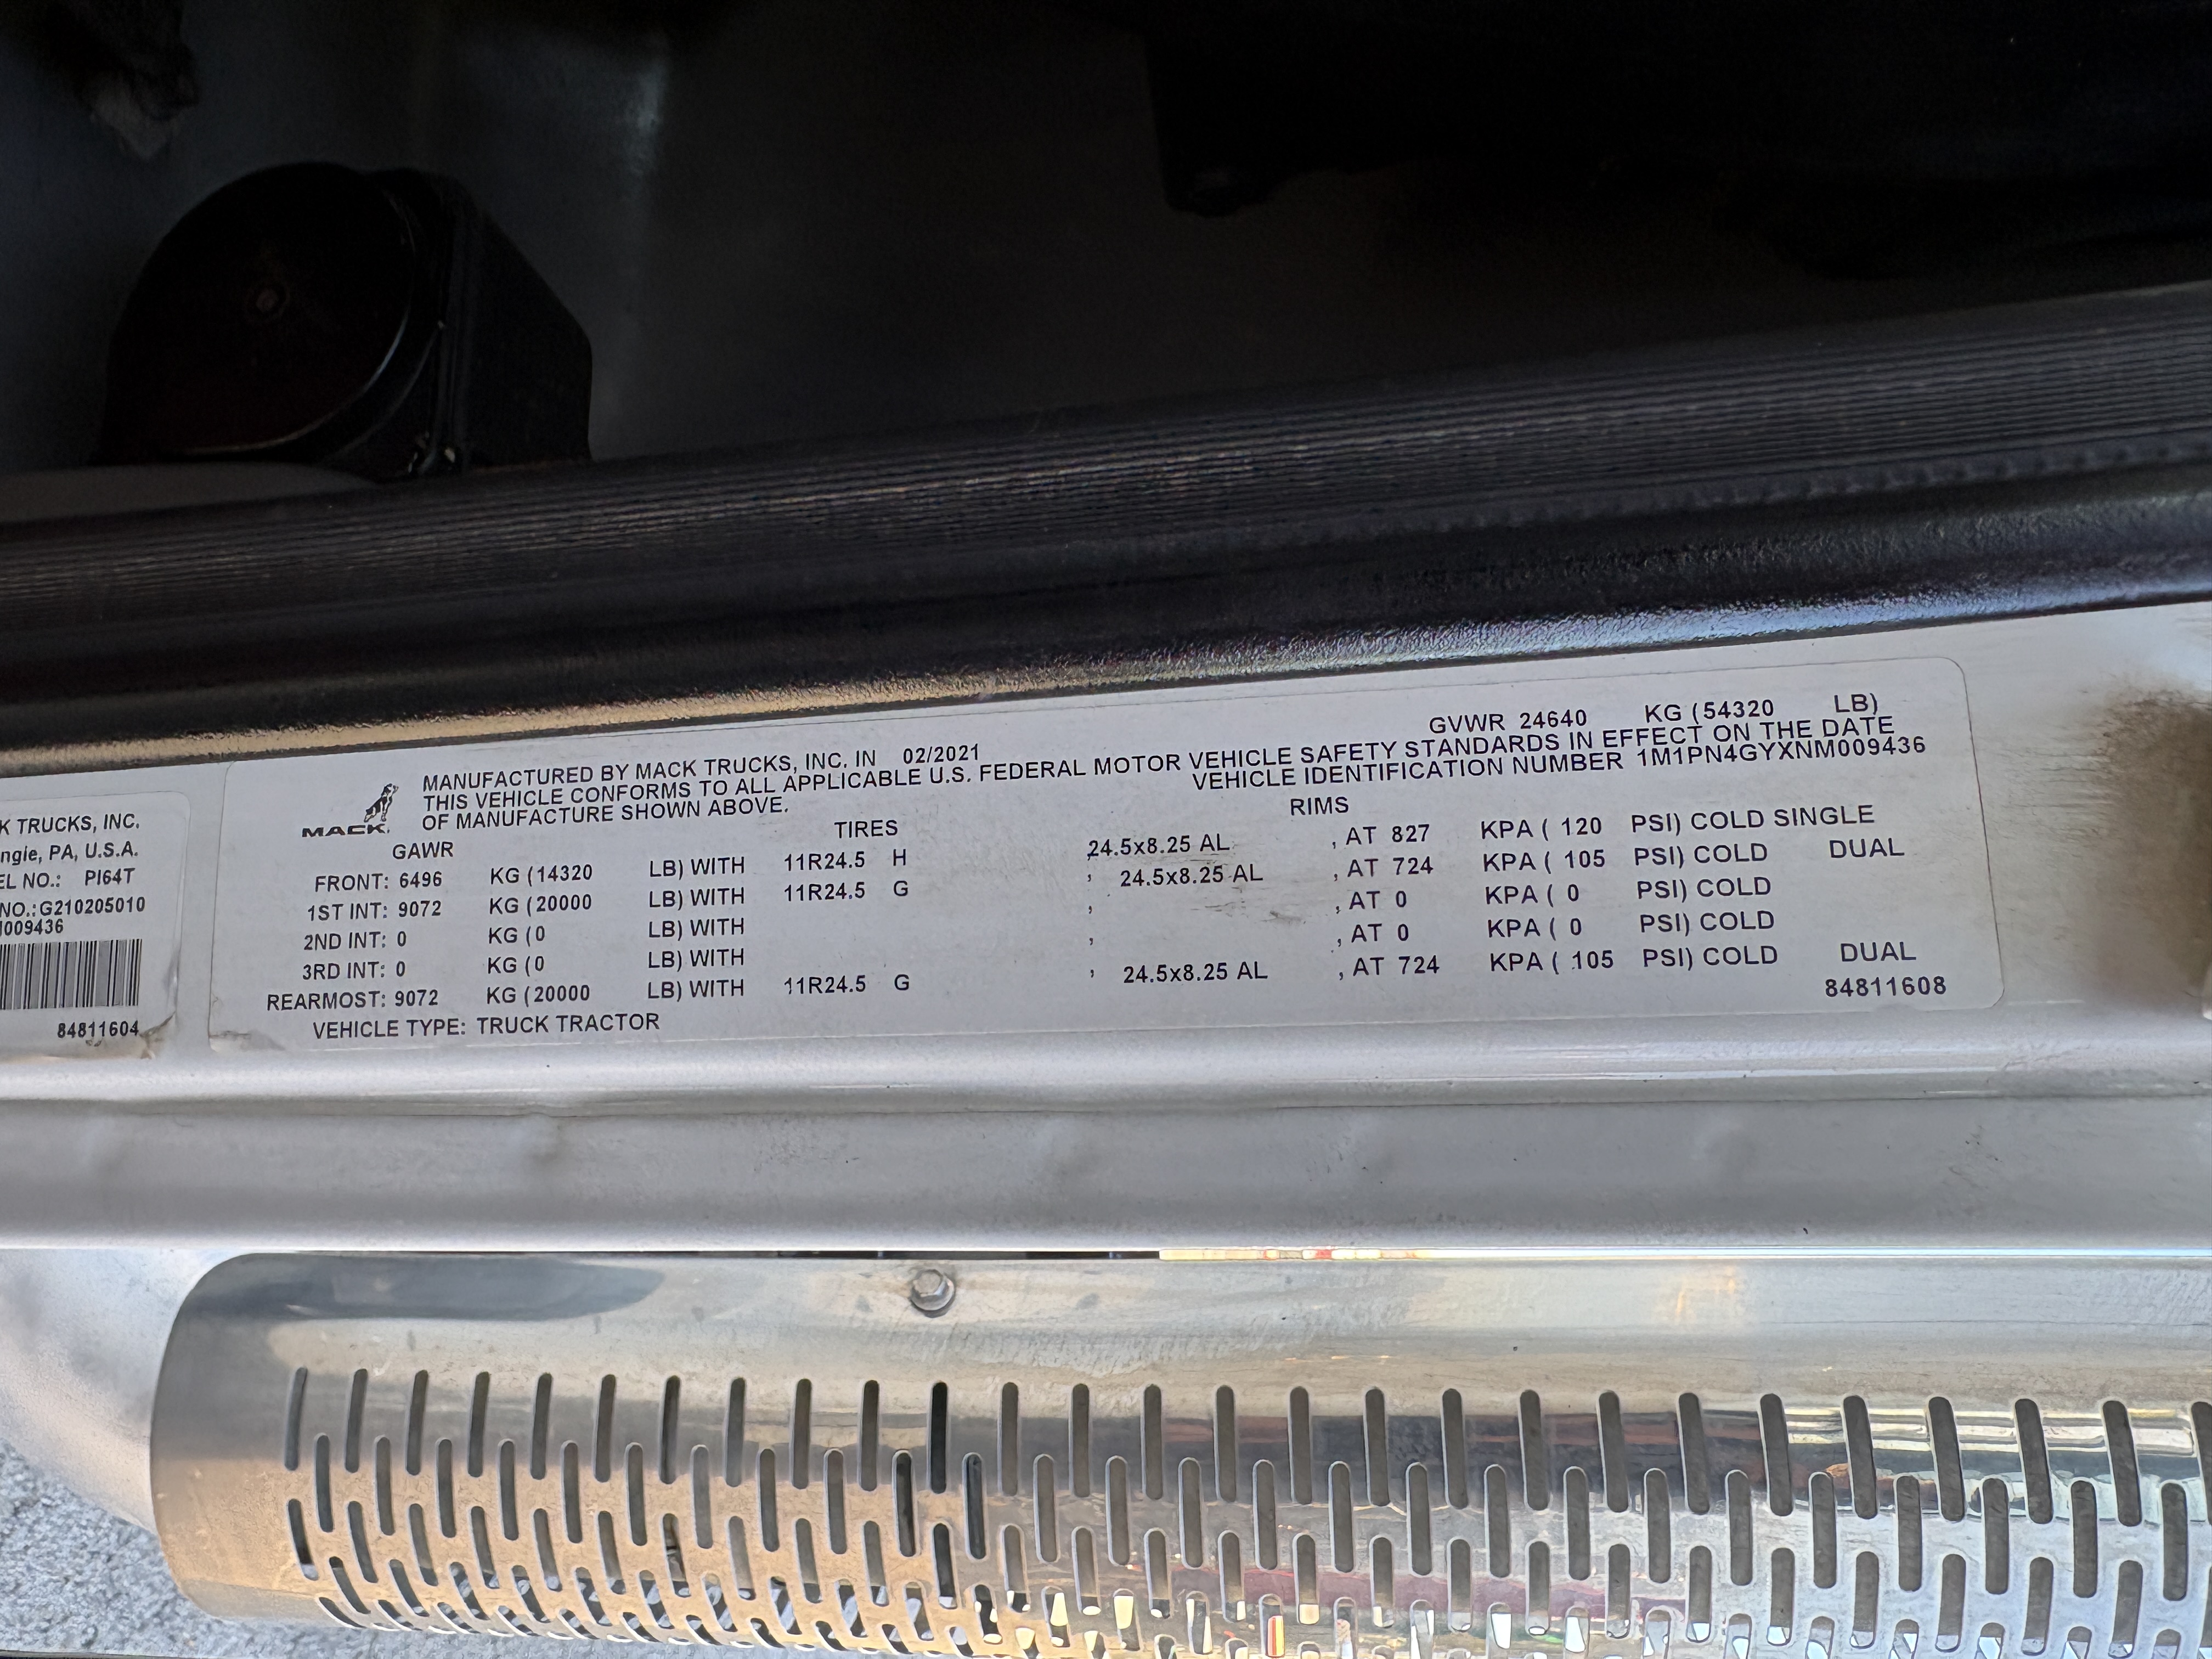 K TRUCKS, INC.
ngie, PA, U.S.A.
EL NO.: PI64T
NO.:G210205010
009436
84811604
MACK
GVWR 24640 KG (54320 LB)
MANUFACTURED BY MACK TRUCKS, INC. IN 02/2021
THIS VEHICLE CONFORMS TO ALL APPLICABLE U.S. FEDERAL MOTOR VEHICLE SAFETY STANDARDS IN EFFECT ON THE DATE
OF MANUFACTURE SHOWN ABOVE. VEHICLE IDENTIFICATION NUMBER 1M1PN4GYXNM009436
GAWR TIRES RIMS
FRONT: 6496 KG (14320 LB) WITH 11R24.5 H , 24.5x8.25 AL , AT 827 KPA ( 120 PSI) COLD SINGLE
1ST INT: 9072 KG (20000 LB) WITH 11R24.5 G , 24.5x8.25 AL , AT 724 KPA ( 105 PSI) COLD DUAL
2ND INT: 0 KG (0 LB) WITH , , AT 0 KPA ( 0 PSI) COLD
3RD INT: 0 KG (0 LB) WITH , , AT 0 KPA ( 0 PSI) COLD
REARMOST: 9072 KG (20000 LB) WITH 11R24.5 G , 24.5x8.25 AL , AT 724 KPA ( 105 PSI) COLD DUAL
VEHICLE TYPE: TRUCK TRACTOR 84811608